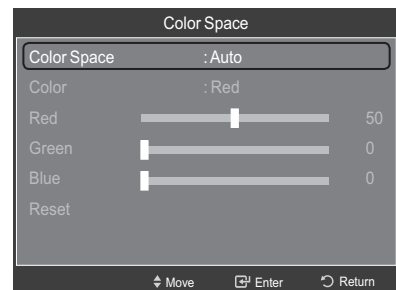 Color Space
Color Space : Auto
Color : Red
Red 50
Green 0
Blue 0
Reset
Move Enter Return